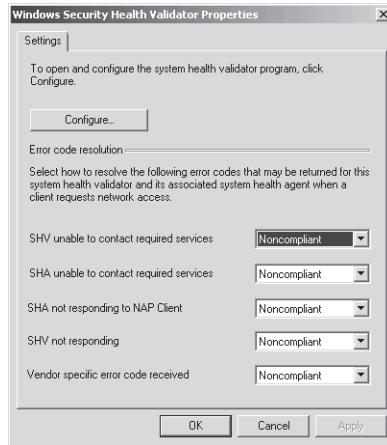 Windows Security Health Validator Properties
Settings
To open and configure the system health validator program, click
Configure.
Configure...
Error code resolution
Select how to resolve the following error codes that may be returned for this
system health validator and its associated system health agent when a
client requests network access.
SHV unable to contact required services Noncompliant
SHA unable to contact required services Noncompliant
SHA not responding to NAP Client Noncompliant
SHV not responding Noncompliant
Vendor specific error code received Noncompliant
OK Cancel Apply